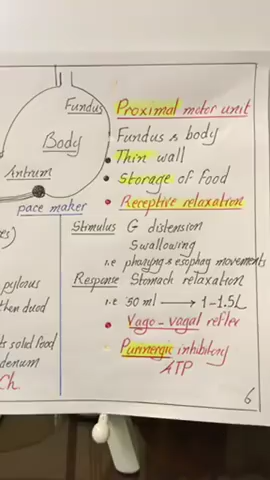 Fundus
Body
Antrum
pace maker
es)
pylorus
then duod
ts solid food
denum
Ch.
Proximal motor unit
Fundus & body
• Thin wall
• Storage of food
• Receptive relaxation
Stimulus G distension
Swallowing
i.e pharyng & esophag movements
Response Stomach relaxation
i.e 50 ml → 1-1.5L
• Vago-vagal reflex
• Purinergic inhibitory
ATP
6